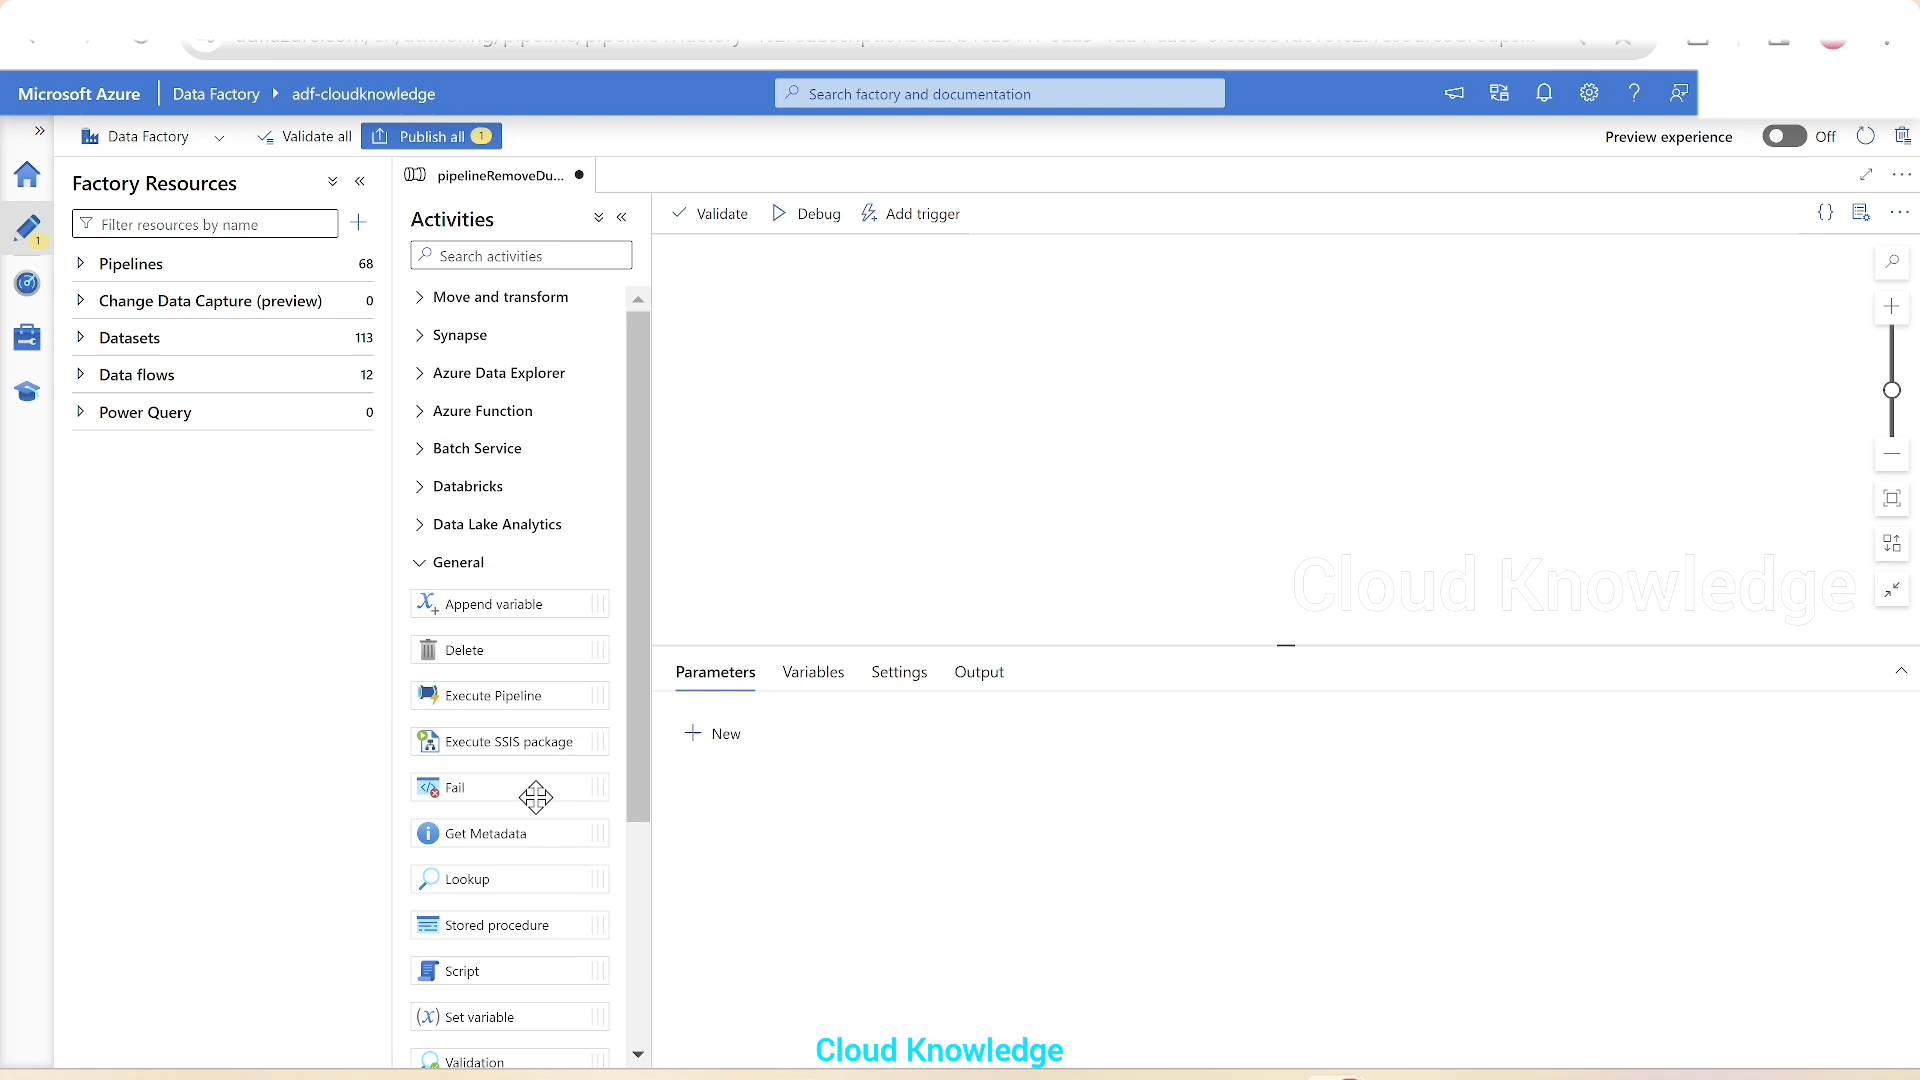 Microsoft Azure
Data Factory
adf-cloudknowledge
Search factory and documentation
Data Factory
Validate all
Publish all
1
Preview experience
Off
Factory Resources
Filter resources by name
1
Pipelines
68
Change Data Capture (preview)
0
Datasets
113
Data flows
12
Power Query
0
pipelineRemoveDu...
Activities
Search activities
Move and transform
Synapse
Azure Data Explorer
Azure Function
Batch Service
Databricks
Data Lake Analytics
General
Append variable
Delete
Execute Pipeline
Execute SSIS package
Fail
Get Metadata
Lookup
Stored procedure
Script
Set variable
Validation
Validate
Debug
Add trigger
Cloud Knowledge
Parameters
Variables
Settings
Output
New
Cloud Knowledge